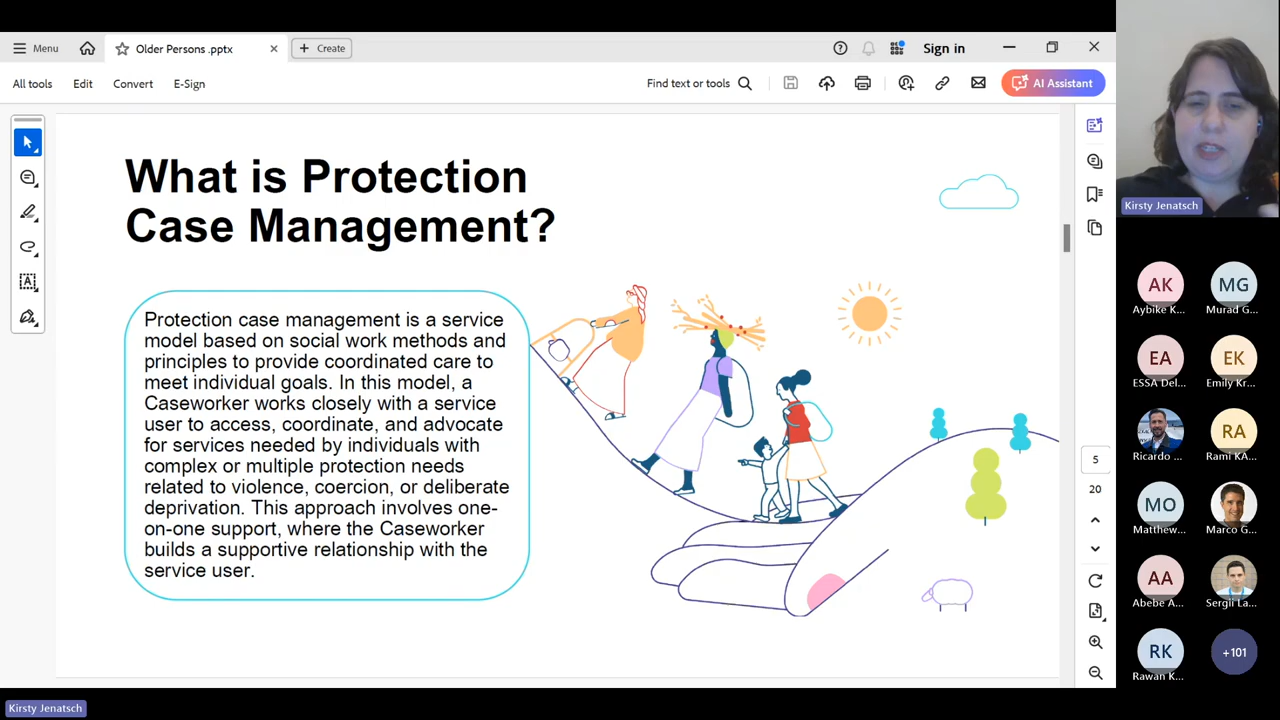 Menu
Older Persons .pptx
Create
Sign in
All tools
Edit
Convert
E-Sign
Find text or tools
AI Assistant
What is Protection
Case Management?
Protection case management is a service
model based on social work methods and
principles to provide coordinated care to
meet individual goals. In this model, a
Caseworker works closely with a service
user to access, coordinate, and advocate
for services needed by individuals with
complex or multiple protection needs
related to violence, coercion, or deliberate
deprivation. This approach involves one-
on-one support, where the Caseworker
builds a supportive relationship with the
service user.
5
20
Kirsty Jenatsch
AK
MG
Aybike K...
Murad G...
EA
EK
ESSA Del...
Emily Kr...
RA
Ricardo ...
Rami KA...
MO
Matthew...
Marco G...
AA
Abebe A...
Sergii La...
RK
+101
Rawan K...
Kirsty Jenatsch